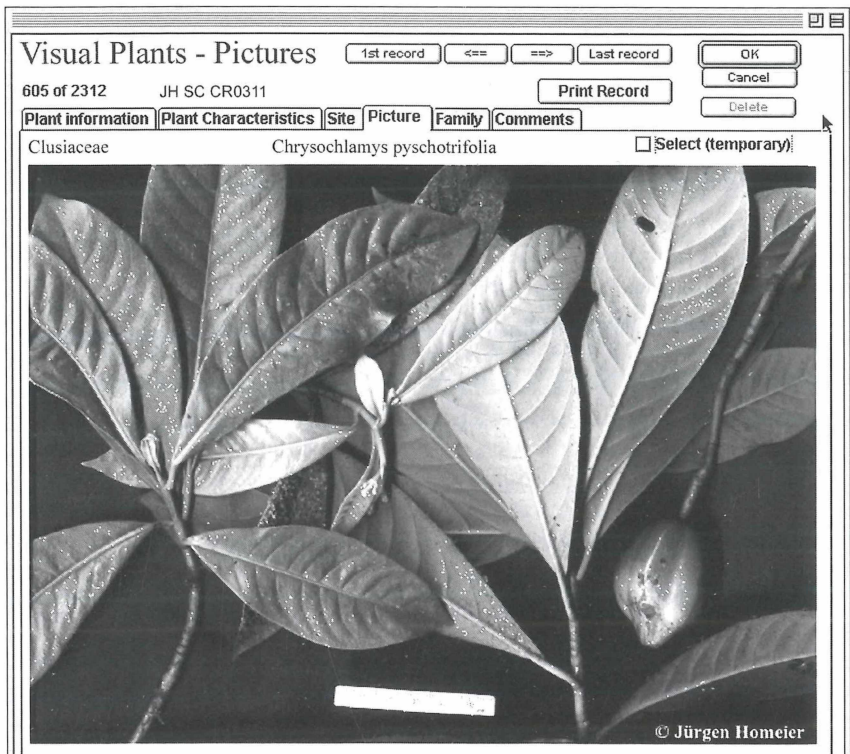 Visual Plants - Pictures 1st record <== ==> Last record OK
Cancel
605 of 2312 JH SC CR0311 Print Record
Delete
Plant information Plant Characteristics Site Picture Family Comments
Clusiaceae Chrysochlamys pyschotrifolia Select (temporary)
© Jürgen Homeier